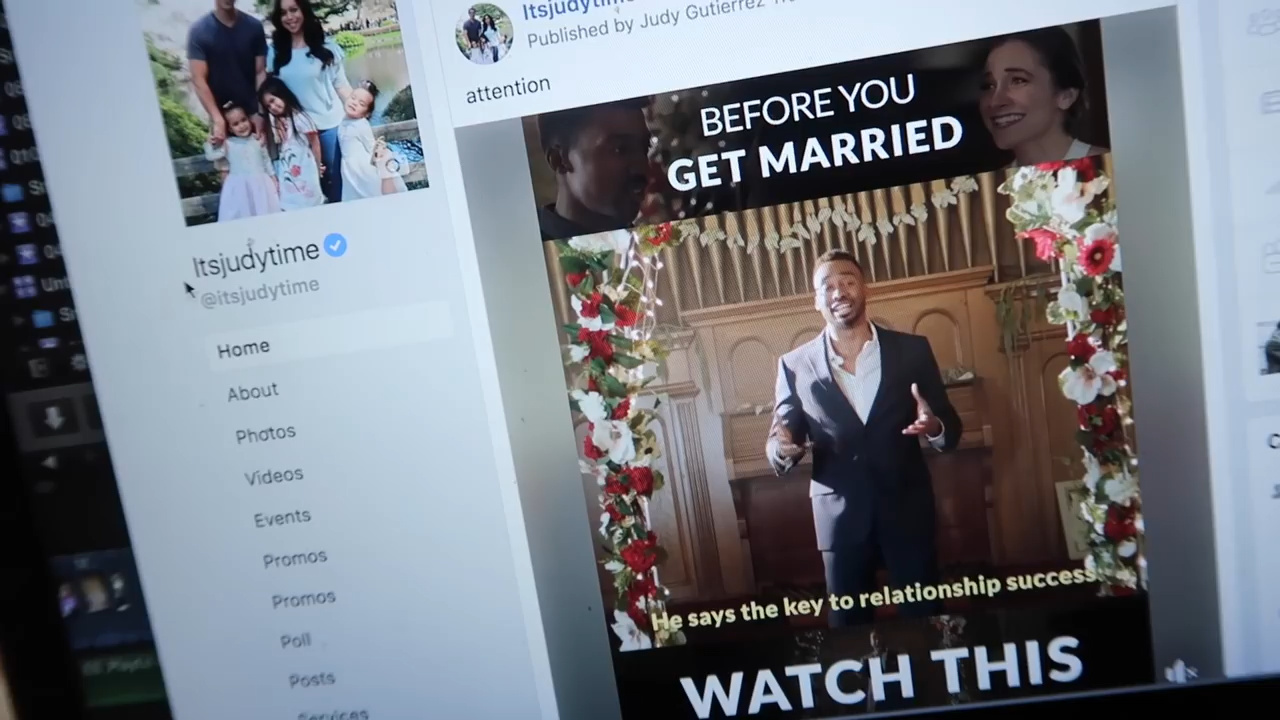 Itsjudytime
@itsjudytime
Home
About
Photos
Videos
Events
Promos
Promos
Poll
Posts
Services
Itsjudytime
Published by Judy Gutierrez
attention
BEFORE YOU
GET MARRIED
He says the key to relationship success
WATCH THIS